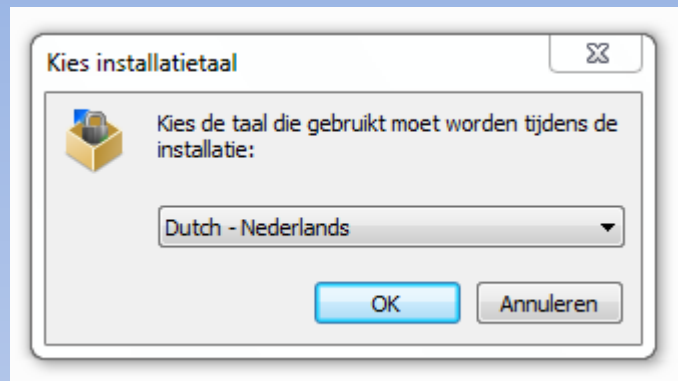 Kies installatietaal
Kies de taal die gebruikt moet worden tijdens de
installatie:
Dutch - Nederlands
OK
Annuleren